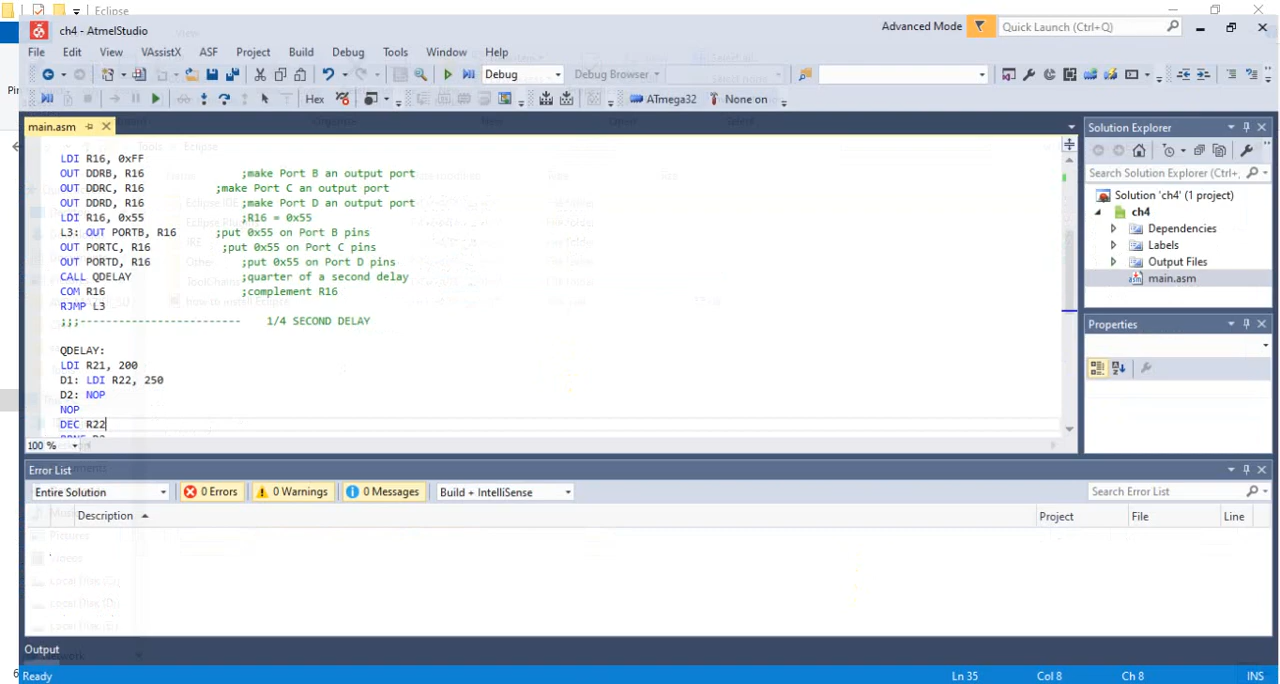 Eclipse
ch4 - AtmelStudio
Advanced Mode
Quick Launch (Ctrl+Q)
File Edit View VAssistX ASF Project Build Debug Tools Window Help
Debug
Debug Browser
Hex
ATmega32
None on
main.asm
LDI R16, 0xFF
OUT DDRB, R16 ;make Port B an output port
OUT DDRC, R16 ;make Port C an output port
OUT DDRD, R16 ;make Port D an output port
LDI R16, 0x55 ;R16 = 0x55
L3: OUT PORTB, R16 ;put 0x55 on Port B pins
OUT PORTC, R16 ;put 0x55 on Port C pins
OUT PORTD, R16 ;put 0x55 on Port D pins
CALL QDELAY ;quarter of a second delay
COM R16 ;complement R16
RJMP L3
;;;------------------------- 1/4 SECOND DELAY
QDELAY:
LDI R21, 200
D1: LDI R22, 250
D2: NOP
NOP
DEC R22
100 %
Solution Explorer
Search Solution Explorer (Ctrl+;
Solution 'ch4' (1 project)
ch4
Dependencies
Labels
Output Files
main.asm
Properties
Error List
Entire Solution
0 Errors
0 Warnings
0 Messages
Build + IntelliSense
Search Error List
Description
Project
File
Line
Output
Ready
Ln 35
Col 8
Ch 8
INS